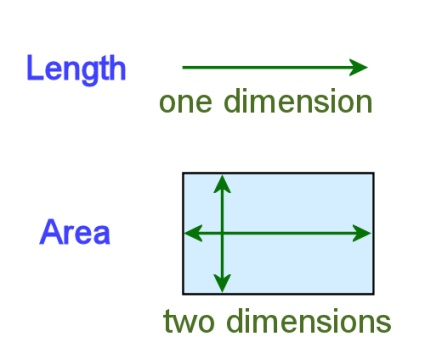 Length
one dimension
Area
two dimensions